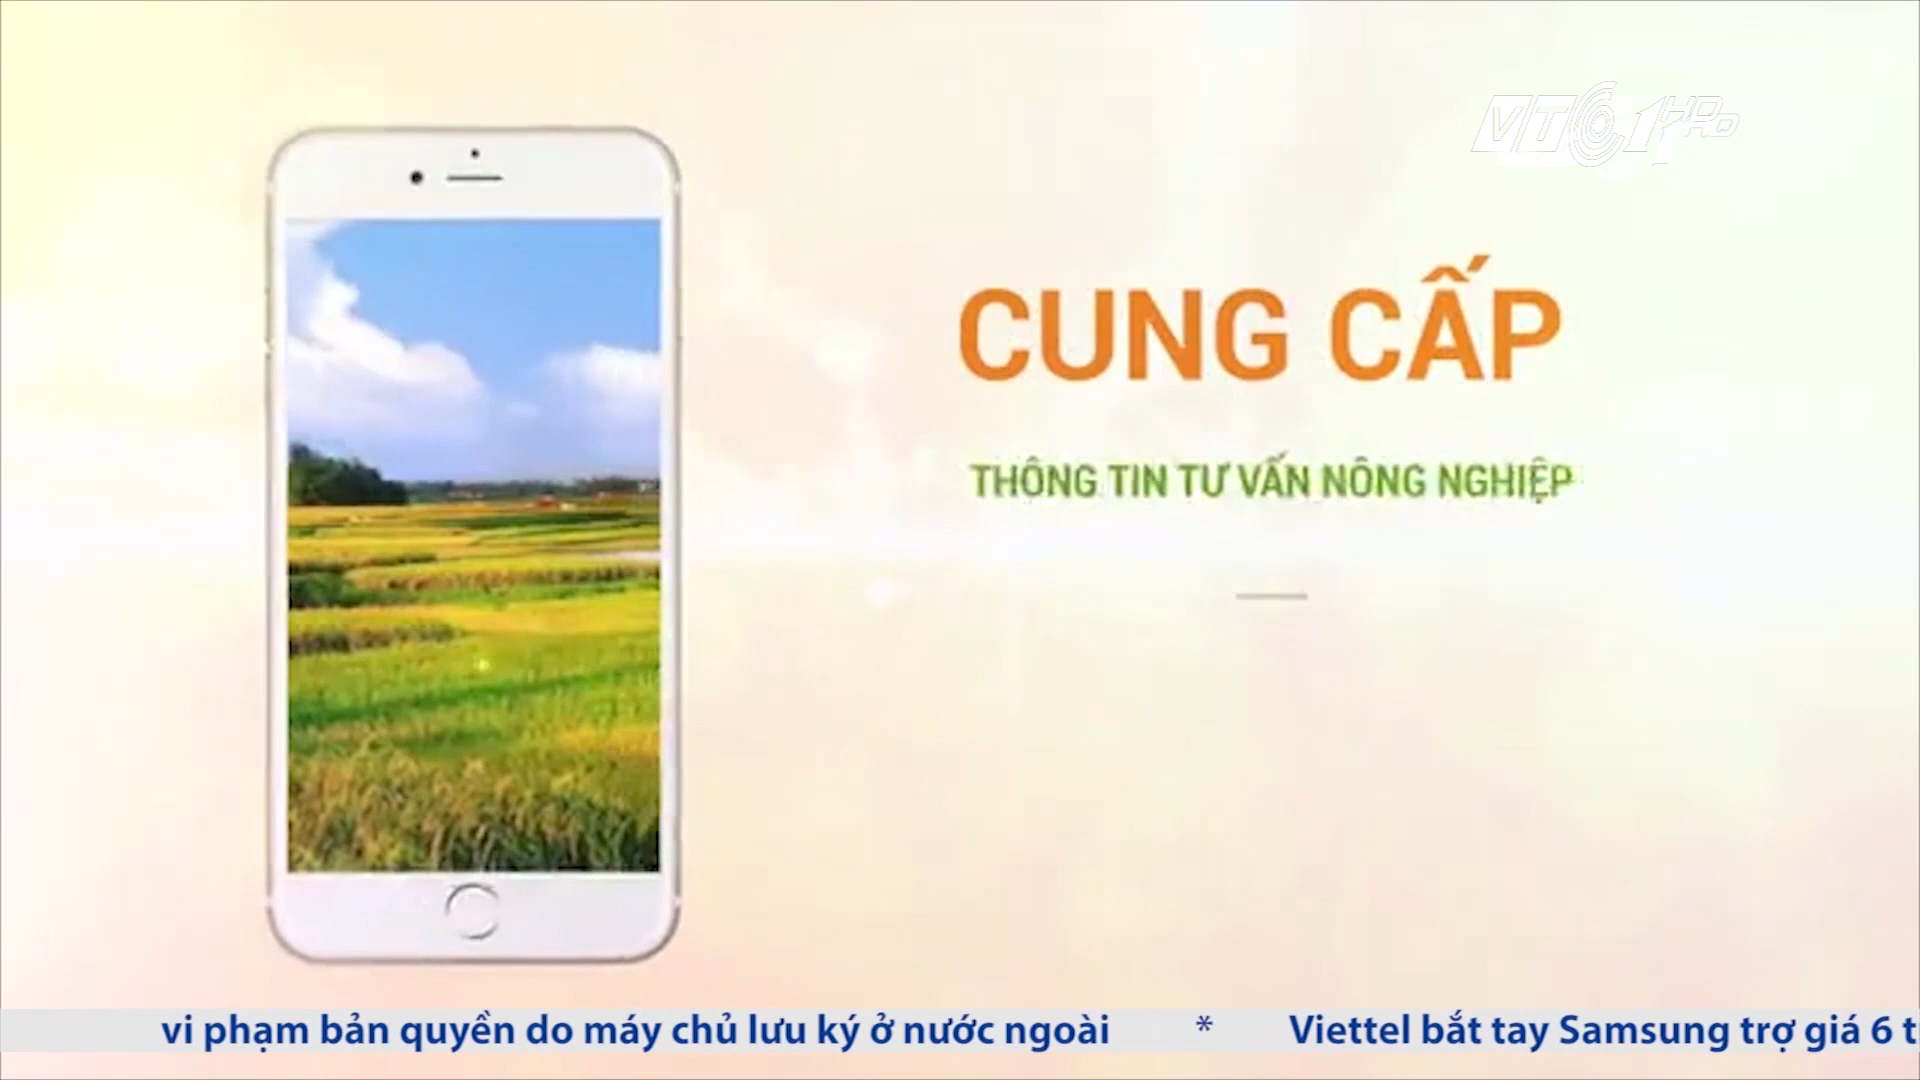 VTC1 HD
CUNG CẤP
THÔNG TIN TƯ VẤN NÔNG NGHIỆP
vi phạm bản quyền do máy chủ lưu ký ở nước ngoài * Viettel bắt tay Samsung trợ giá 6 t